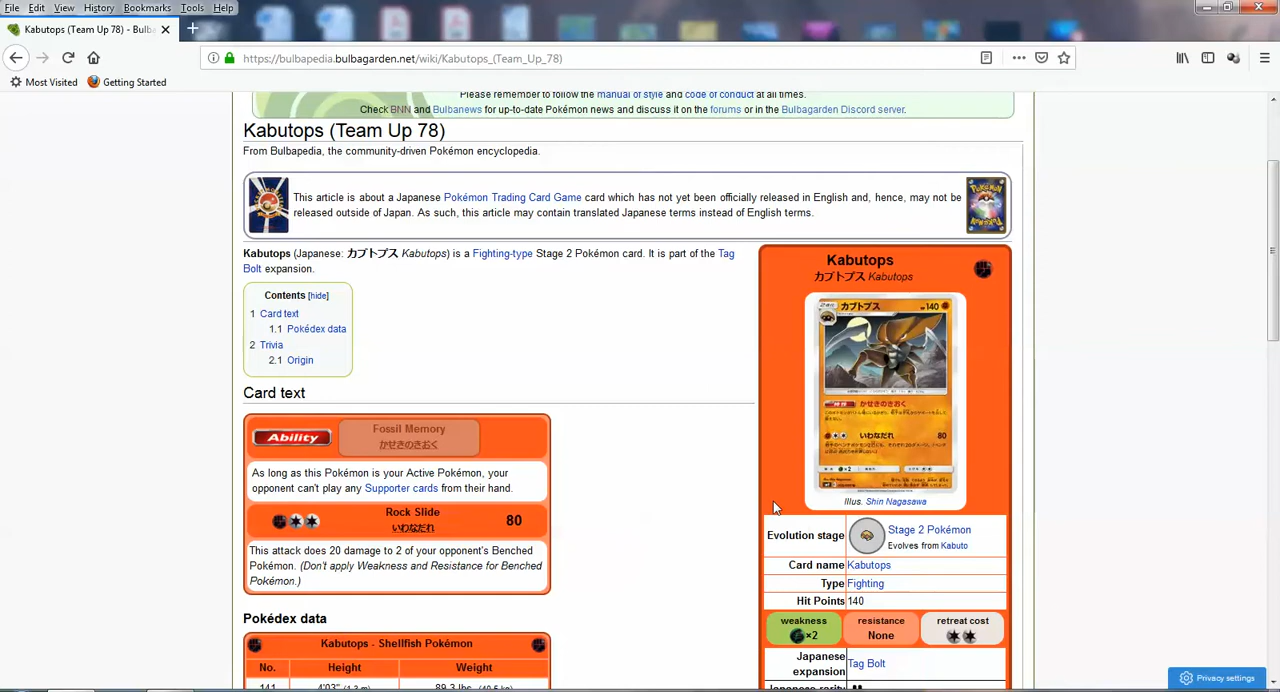 File Edit View History Bookmarks Tools Help
Kabutops (Team Up 78) - Bulb
https://bulbapedia.bulbagarden.net/wiki/Kabutops_(Team_Up_78)
Most Visited Getting Started
Please remember to follow the manual of style and code of conduct at all times.
Check BNN and Bulbanews for up-to-date Pokémon news and discuss it on the forums or in the Bulbagarden Discord server.
Kabutops (Team Up 78)
From Bulbapedia, the community-driven Pokémon encyclopedia.
This article is about a Japanese Pokémon Trading Card Game card which has not yet been officially released in English and, hence, may not be
released outside of Japan. As such, this article may contain translated Japanese terms instead of English terms.
Kabutops (Japanese: カブトプス Kabutops) is a Fighting-type Stage 2 Pokémon card. It is part of the Tag
Bolt expansion.
Contents [hide]
1 Card text
1.1 Pokédex data
2 Trivia
2.1 Origin
Card text
Ability
Fossil Memory
かせきのきおく
As long as this Pokémon is your Active Pokémon, your
opponent can't play any Supporter cards from their hand.
Rock Slide
いわなだれ
80
This attack does 20 damage to 2 of your opponent's Benched
Pokémon. (Don't apply Weakness and Resistance for Benched
Pokémon.)
Pokédex data
Kabutops - Shellfish Pokémon
No. Height Weight
141 4'03" (1.3 m) 89.3 lbs. (40.5 kg)
Kabutops
カブトプス Kabutops
カブトプス 140
かせきのきおく
いわなだれ 80
Illus. Shin Nagasawa
Evolution stage Stage 2 Pokémon
Evolves from Kabuto
Card name Kabutops
Type Fighting
Hit Points 140
weakness resistance retreat cost
×2 None
Japanese
expansion Tag Bolt
Japanese rarity
Privacy settings